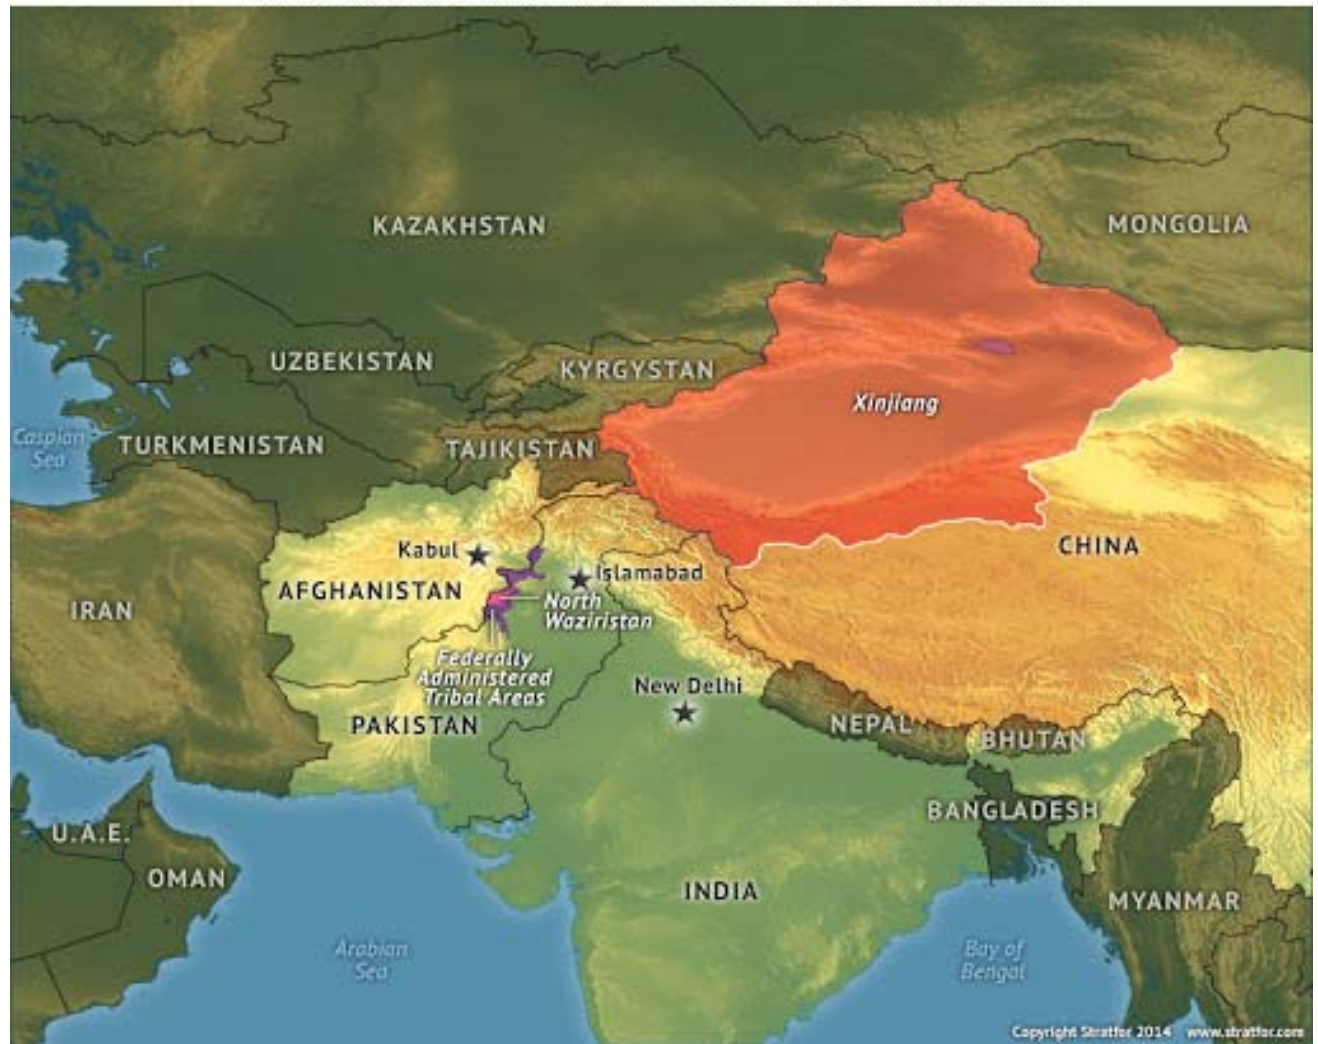 KAZAKHSTAN
MONGOLIA
UZBEKISTAN
KYRGYSTAN
Xinjiang
Caspian
Sea
TURKMENISTAN
TAJIKISTAN
Kabul
CHINA
Islamabad
AFGHANISTAN
North
Waziristan
IRAN
Federally
Administered
Tribal Areas
New Delhi
PAKISTAN
NEPAL
BHUTAN
BANGLADESH
U.A.E.
OMAN
INDIA
MYANMAR
Arabian
Sea
Bay of
Bengal
Copyright Stratfor 2014 www.stratfor.com